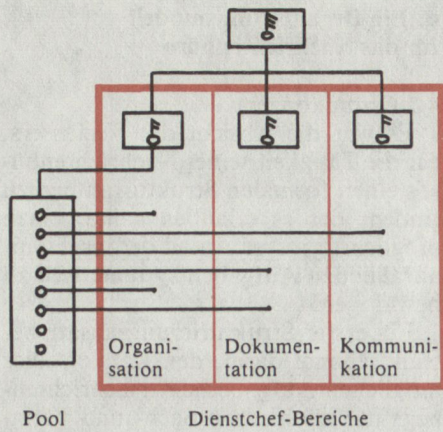 Organi-
sation
Dokumen-
tation
Kommuni-
kation
Pool
Dienstchef-Bereiche